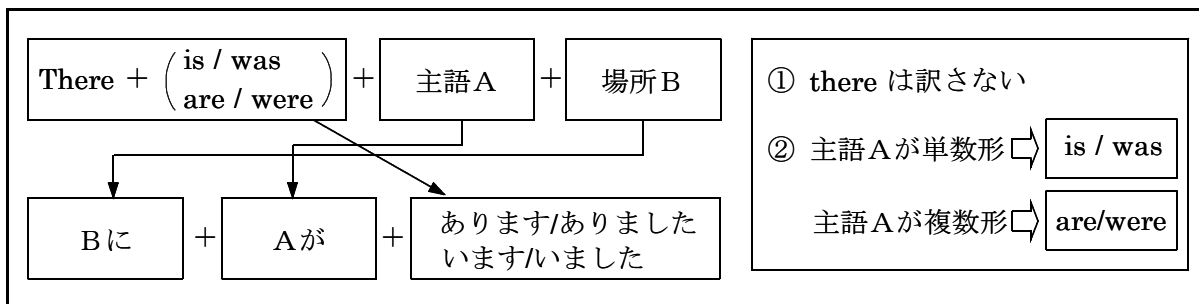 There + ( is / was
are / were ) + 主語A + 場所B
Bに + Aが + あります/ありました
います/いました
① there は訳さない
② 主語Aが単数形 ⇨ is / was
主語Aが複数形 ⇨ are/were